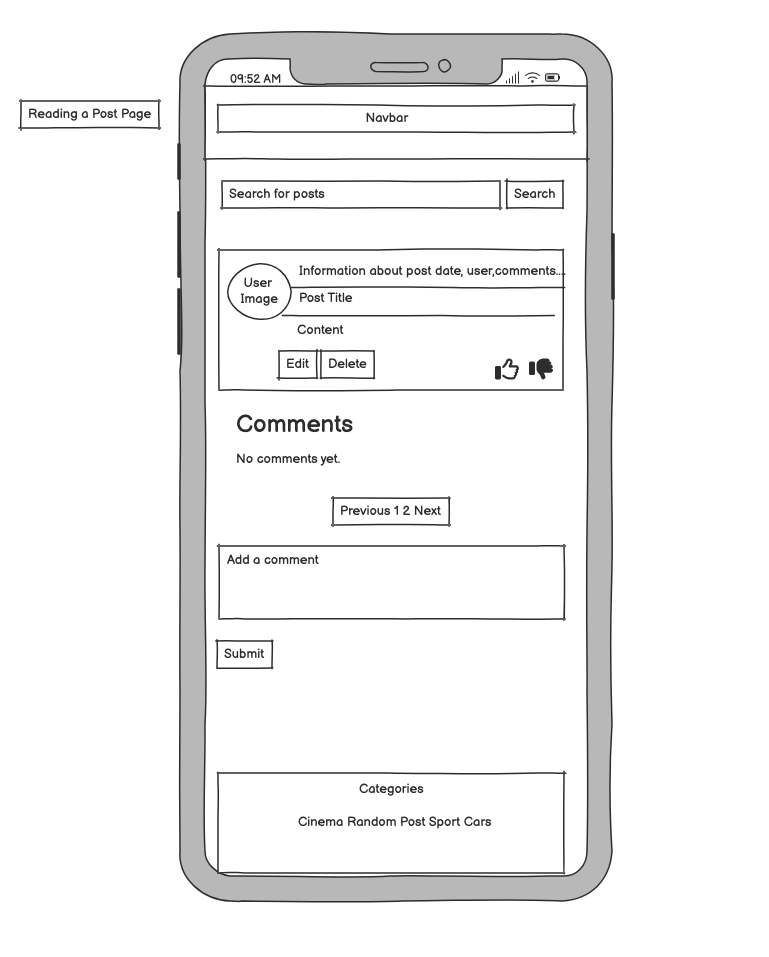 09:52 AM
Reading a Post Page
Navbar
Search for posts
Search
Information about post date, user,comments...
User
Image
Post Title
Content
Edit
Delete
Comments
No comments yet.
Previous 1 2 Next
Add a comment
Submit
Categories
Cinema Random Post Sport Cars